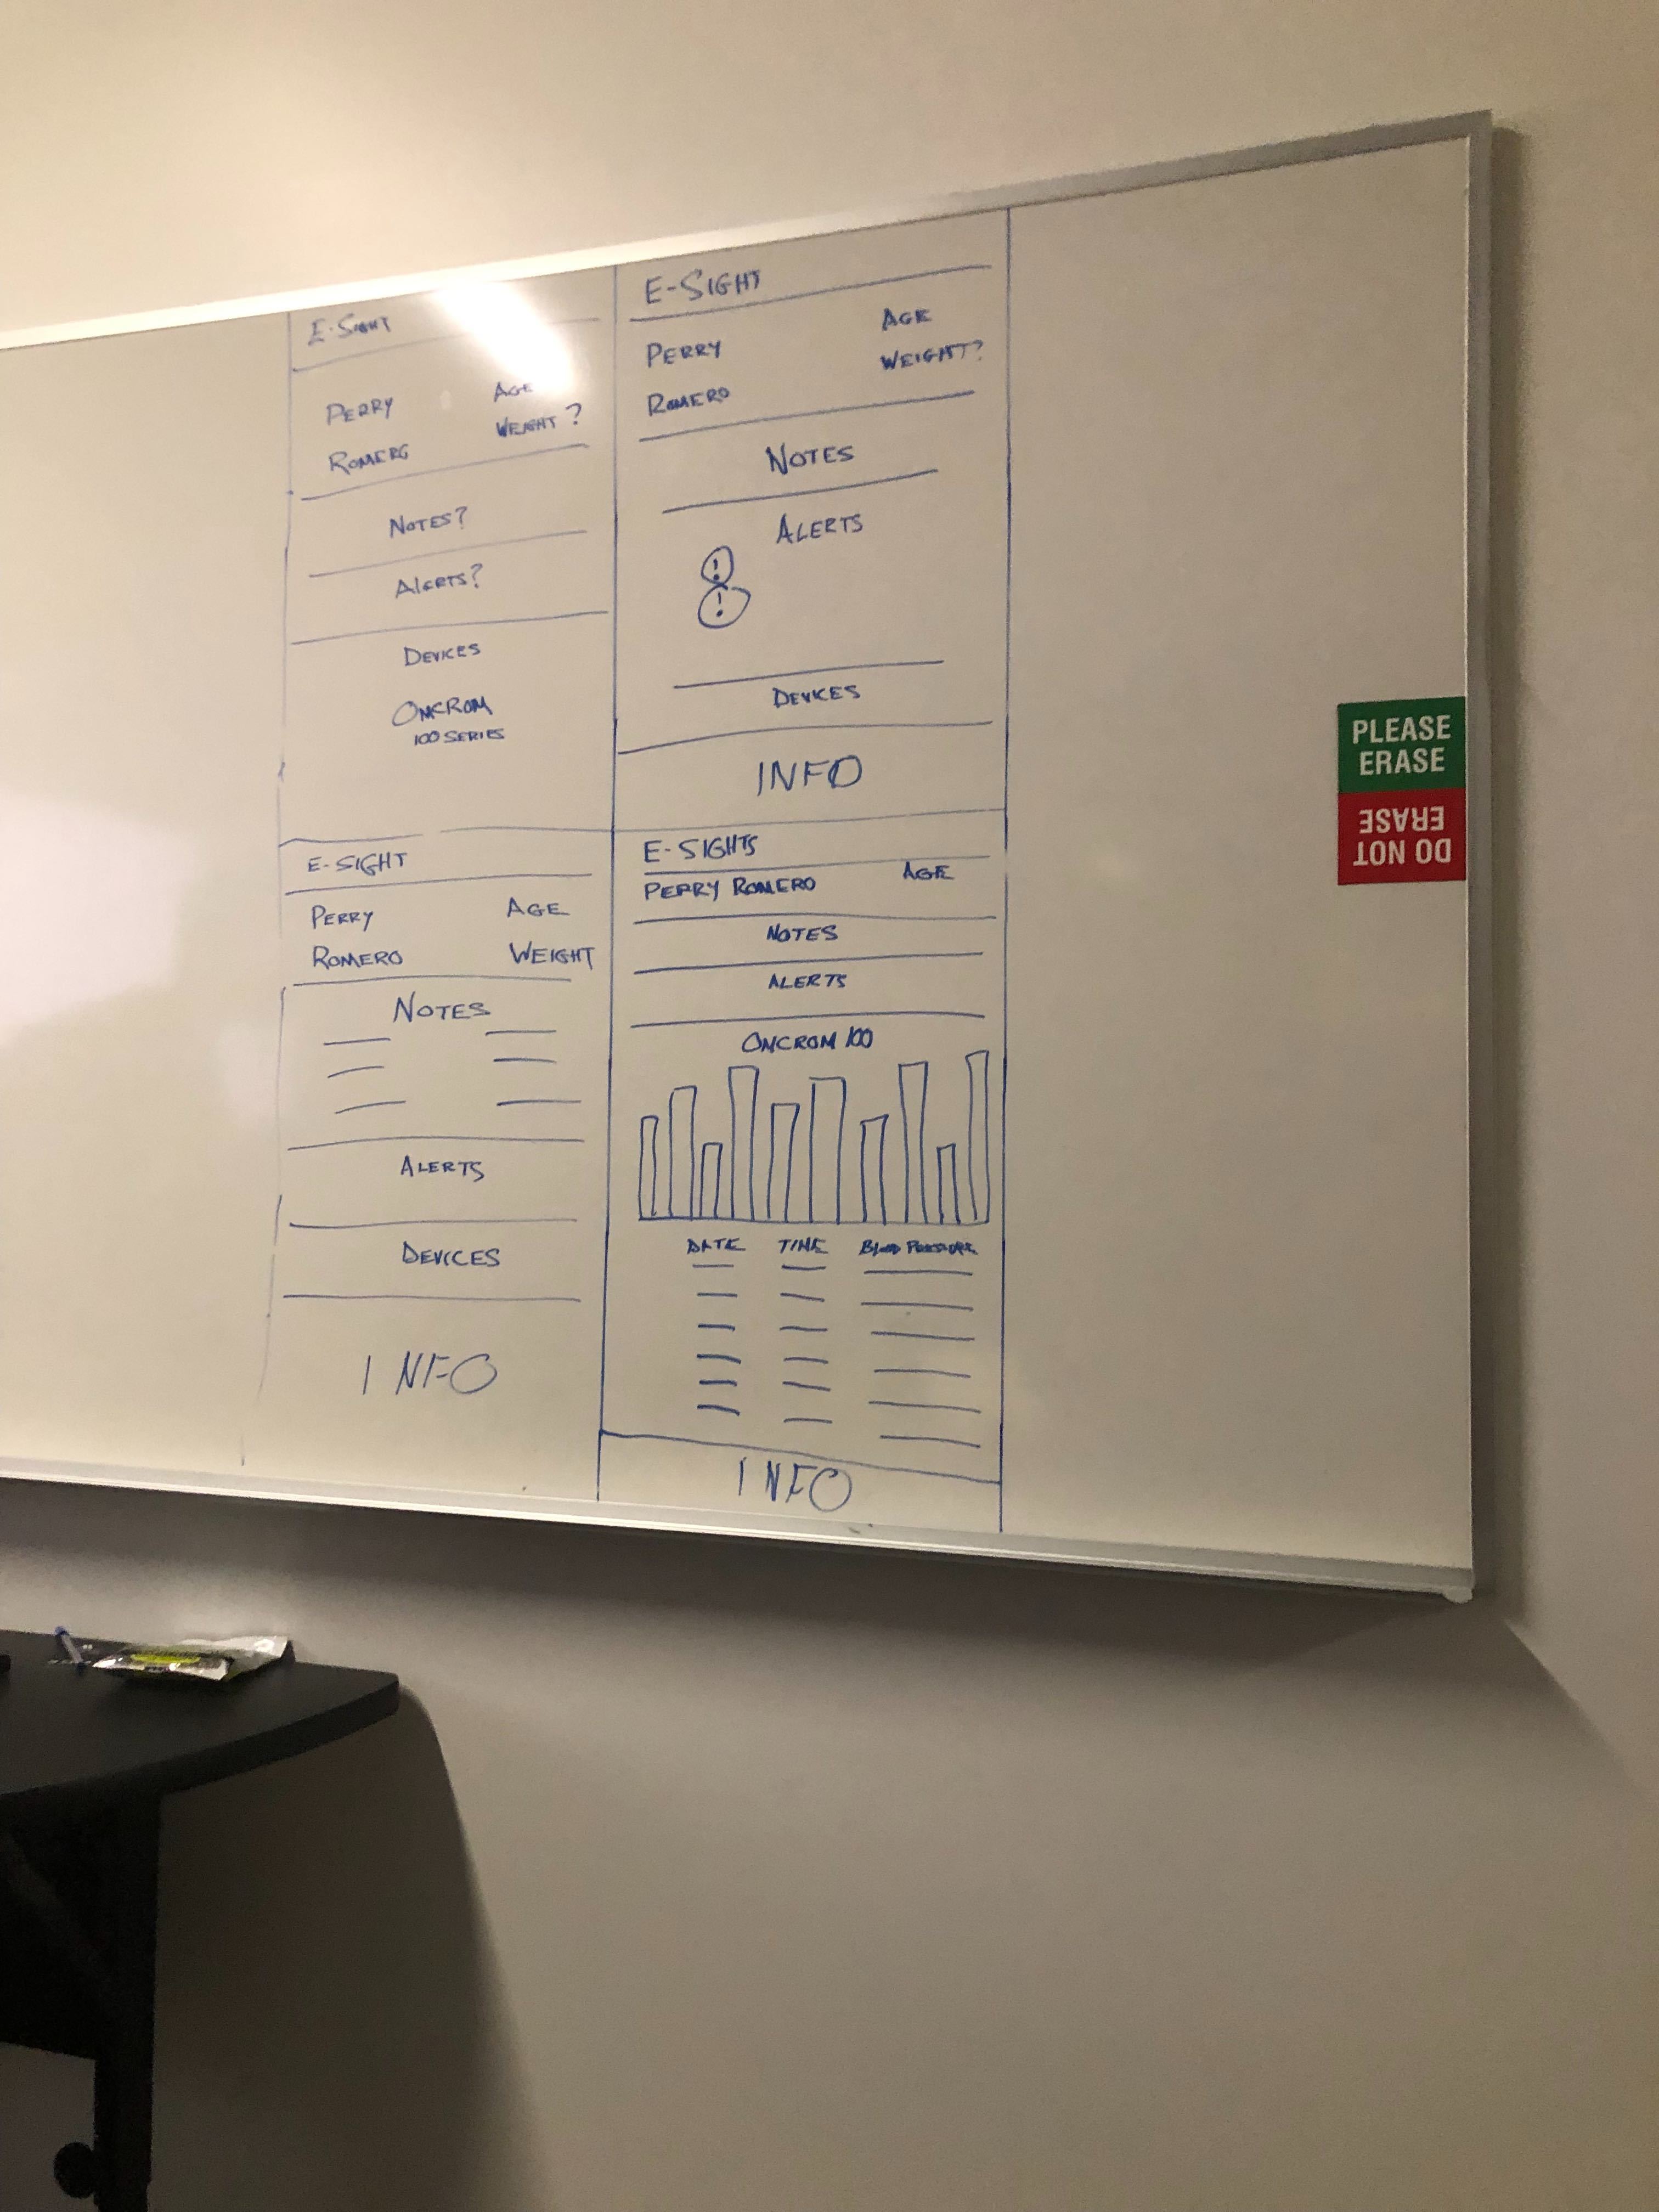 E-SIGHT
PERRY AGE
ROMERO WEIGHT?
NOTES?
ALERTS?
DEVICES
OMCROM
100 SERIES
E-SIGHT
PERRY AGE
ROMERO WEIGHT?
NOTES
ALERTS
!
!
DEVICES
INFO
E-SIGHT
PERRY AGE
ROMERO WEIGHT
NOTES
ALERTS
DEVICES
INFO
E-SIGHTS
PERRY ROMERO AGE
NOTES
ALERTS
OMCROM 100
DATE TIME BLOOD PRESSURE
INFO
PLEASE
ERASE
DO NOT
ERASE